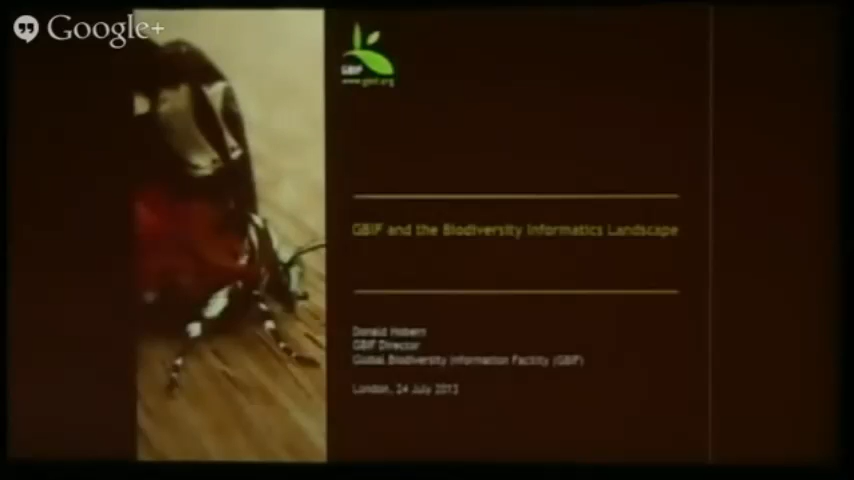 Google+
GBIF
www.gbif.org
GBIF and the Biodiversity Informatics Landscape
Donald Hobern
GBIF Director
Global Biodiversity Information Facility (GBIF)
London, 24 July 2013